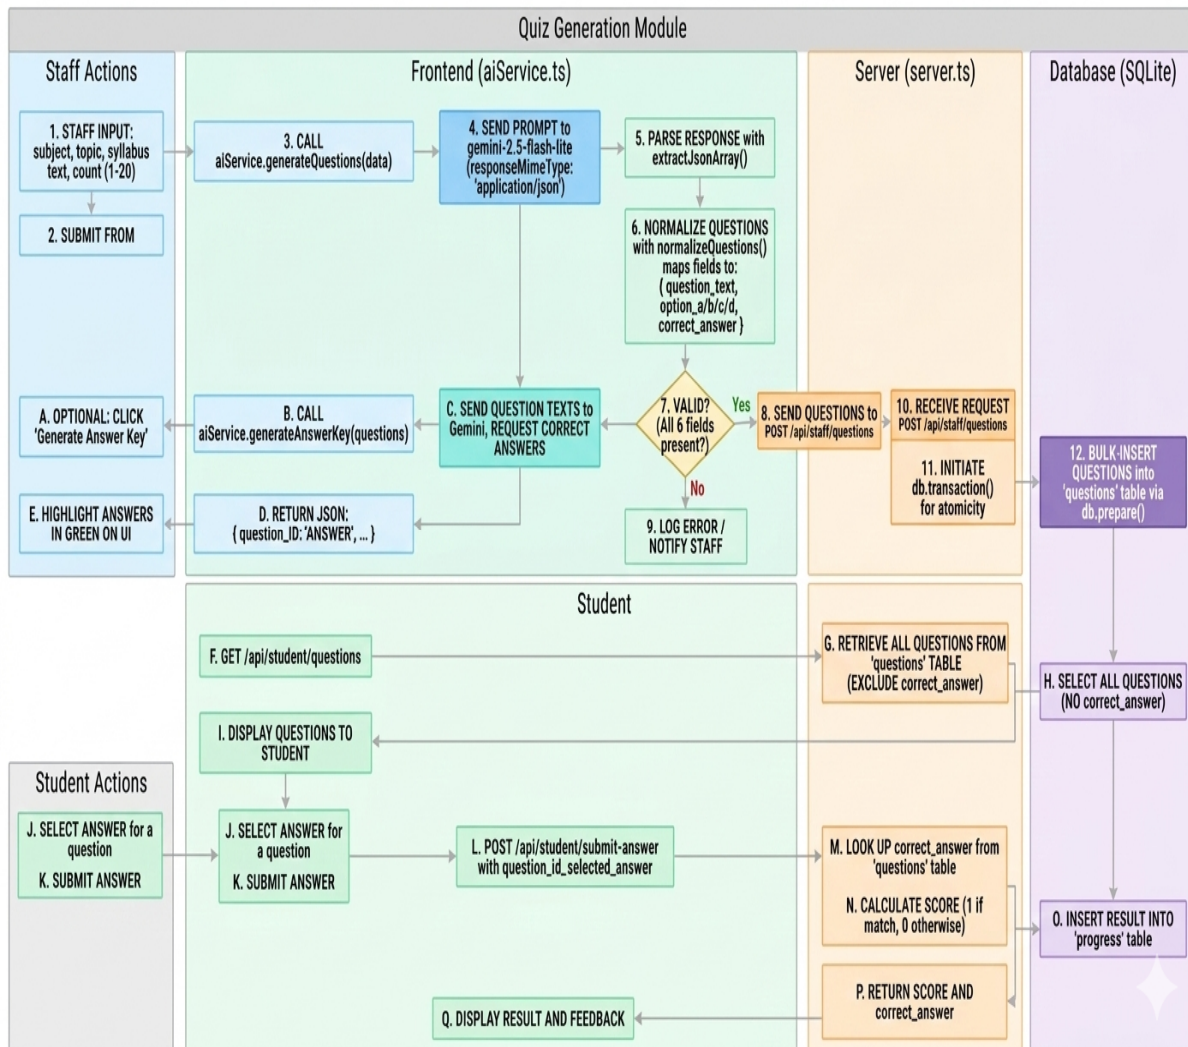 Quiz Generation Module
Staff Actions
1. STAFF INPUT:
subject, topic, syllabus
text, count (1-20)
2. SUBMIT FROM
A. OPTIONAL: CLICK
'Generate Answer Key'
E. HIGHLIGHT ANSWERS
IN GREEN ON UI
Frontend (aiService.ts)
3. CALL
aiService.generateQuestions(data)
4. SEND PROMPT to
gemini-2.5-flash-lite
(responseMimeType:
'application/json')
5. PARSE RESPONSE with
extractJsonArray()
6. NORMALIZE QUESTIONS
with normalizeQuestions()
maps fields to:
{ question_text,
option_a/b/c/d,
correct_answer }
7. VALID?
(All 6 fields
present?)
Yes
No
B. CALL
aiService.generateAnswerKey(questions)
C. SEND QUESTION TEXTS to
Gemini, REQUEST CORRECT
ANSWERS
D. RETURN JSON:
{ question_ID: 'ANSWER', ... }
9. LOG ERROR /
NOTIFY STAFF
8. SEND QUESTIONS to
POST /api/staff/questions
Server (server.ts)
10. RECEIVE REQUEST
POST /api/staff/questions
11. INITIATE
db.transaction()
for atomicity
Database (SQLite)
12. BULK-INSERT
QUESTIONS into
'questions' table via
db.prepare()
Student
F. GET /api/student/questions
G. RETRIEVE ALL QUESTIONS FROM
'questions' TABLE
(EXCLUDE correct_answer)
H. SELECT ALL QUESTIONS
(NO correct_answer)
I. DISPLAY QUESTIONS TO
STUDENT
Student Actions
J. SELECT ANSWER for a
question
K. SUBMIT ANSWER
J. SELECT ANSWER for
a question
K. SUBMIT ANSWER
L. POST /api/student/submit-answer
with question_id_selected_answer
M. LOOK UP correct_answer from
'questions' table
N. CALCULATE SCORE (1 if
match, 0 otherwise)
O. INSERT RESULT INTO
'progress' table
P. RETURN SCORE AND
correct_answer
Q. DISPLAY RESULT AND FEEDBACK